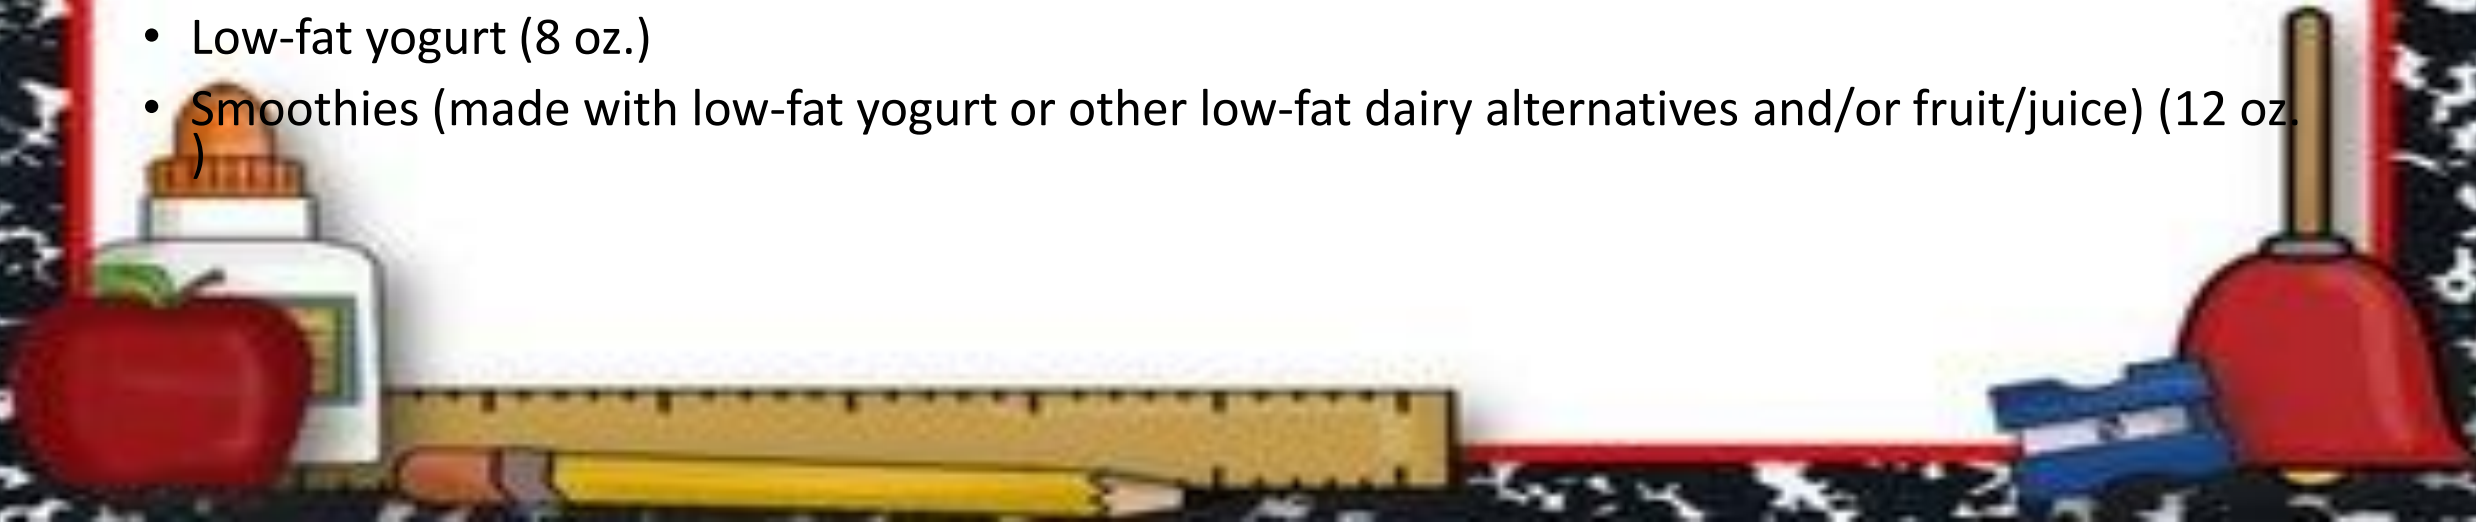 • Low-fat yogurt (8 oz.)
• Smoothies (made with low-fat yogurt or other low-fat dairy alternatives and/or fruit/juice) (12 oz.
)